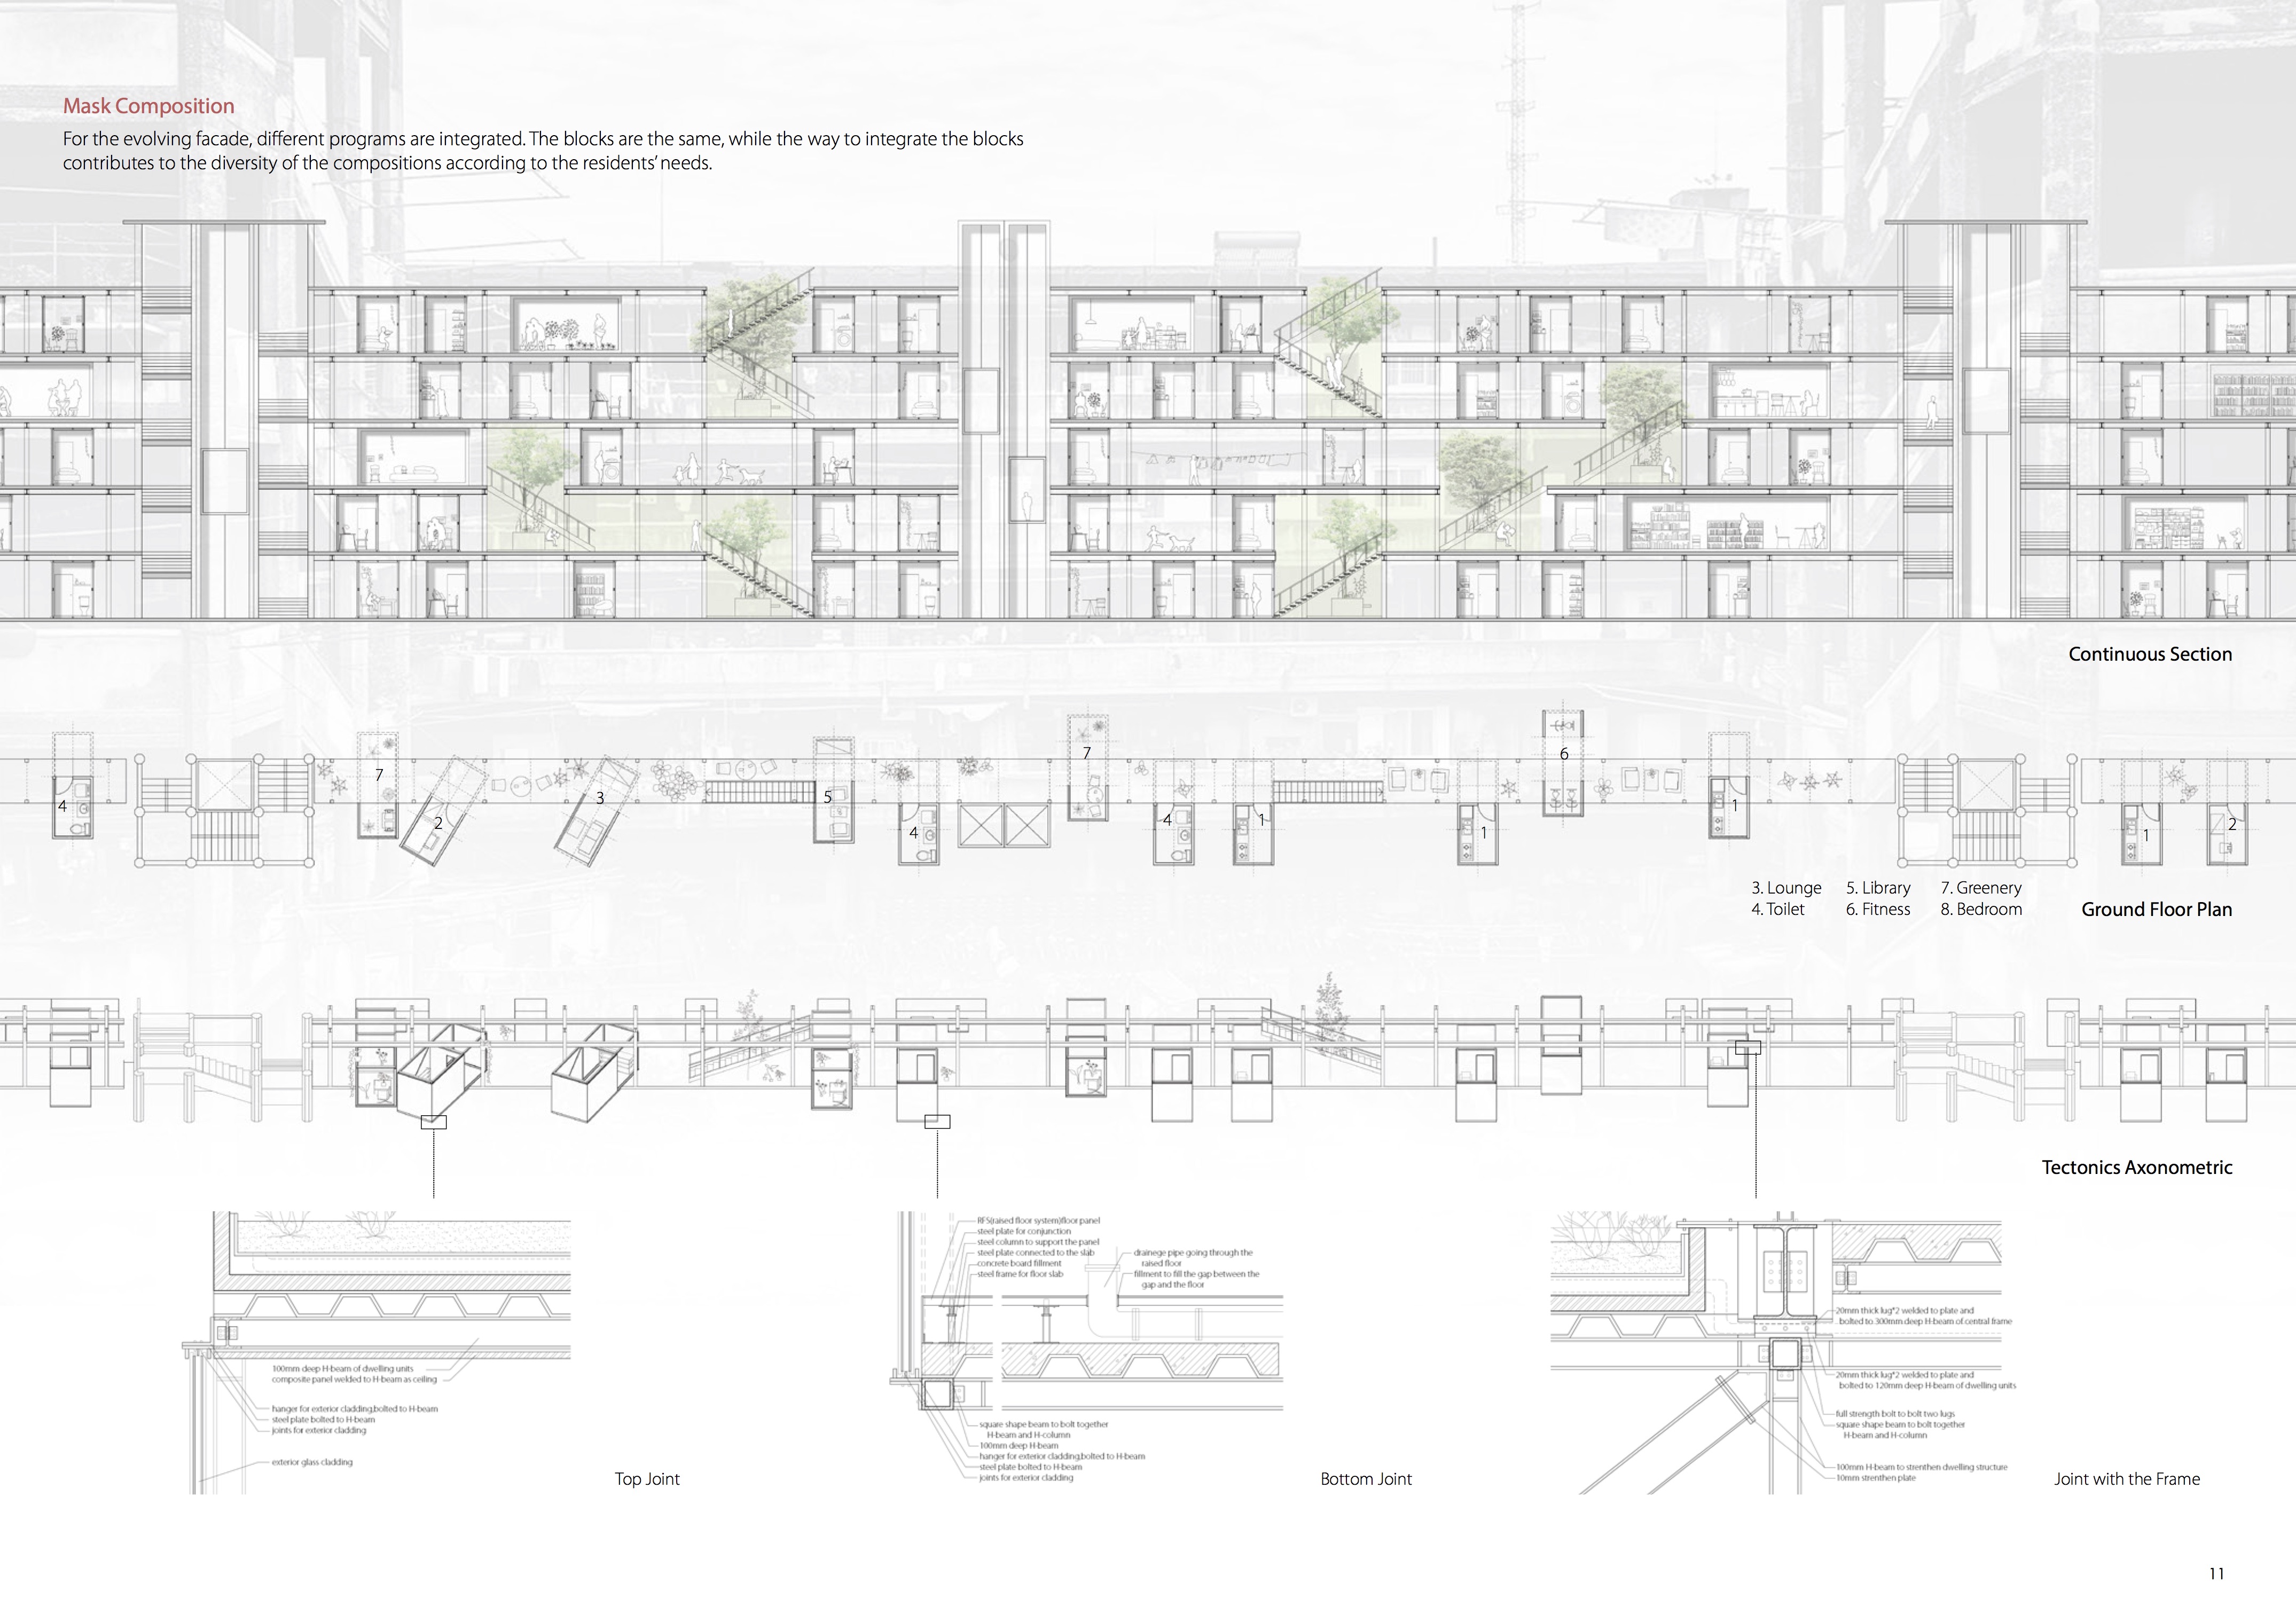 Mask Composition
For the evolving facade, different programs are integrated. The blocks are the same, while the way to integrate the blocks
contributes to the diversity of the compositions according to the residents' needs.
Continuous Section
4
7
2
3
5
4
7
4
1
1
6
1
1
2
3. Lounge 5. Library 7. Greenery
4. Toilet 6. Fitness 8. Bedroom
Ground Floor Plan
Tectonics Axonometric
100mm deep H-beam of dwelling units
composite panel welded to H-beam as ceiling
hanger for exterior cladding,bolted to H-beam
steel plate bolted to H-beam
joints for exterior cladding
exterior glass cladding
Top Joint
RFS(raised floor system)floor panel
steel plate for conjunction
steel column to support the panel
steel plate connected to the slab
concrete board fillment
steel frame for floor slab
drainege pipe going through the
raised floor
fillment to fill the gap between the
gap and the floor
square shape beam to bolt together
H-beam and H-column
100mm deep H-beam
hanger for exterior cladding,bolted to H-beam
steel plate bolted to H-beam
joints for exterior cladding
Bottom Joint
20mm thick lug*2 welded to plate and
bolted to 300mm deep H-beam of central frame
20mm thick lug*2 welded to plate and
bolted to 120mm deep H-beam of dwelling units
full strength bolt to bolt two lugs
square shape beam to bolt together
H-beam and H-column
100mm H-beam to strenthen dwelling structure
10mm strenthen plate
Joint with the Frame
11